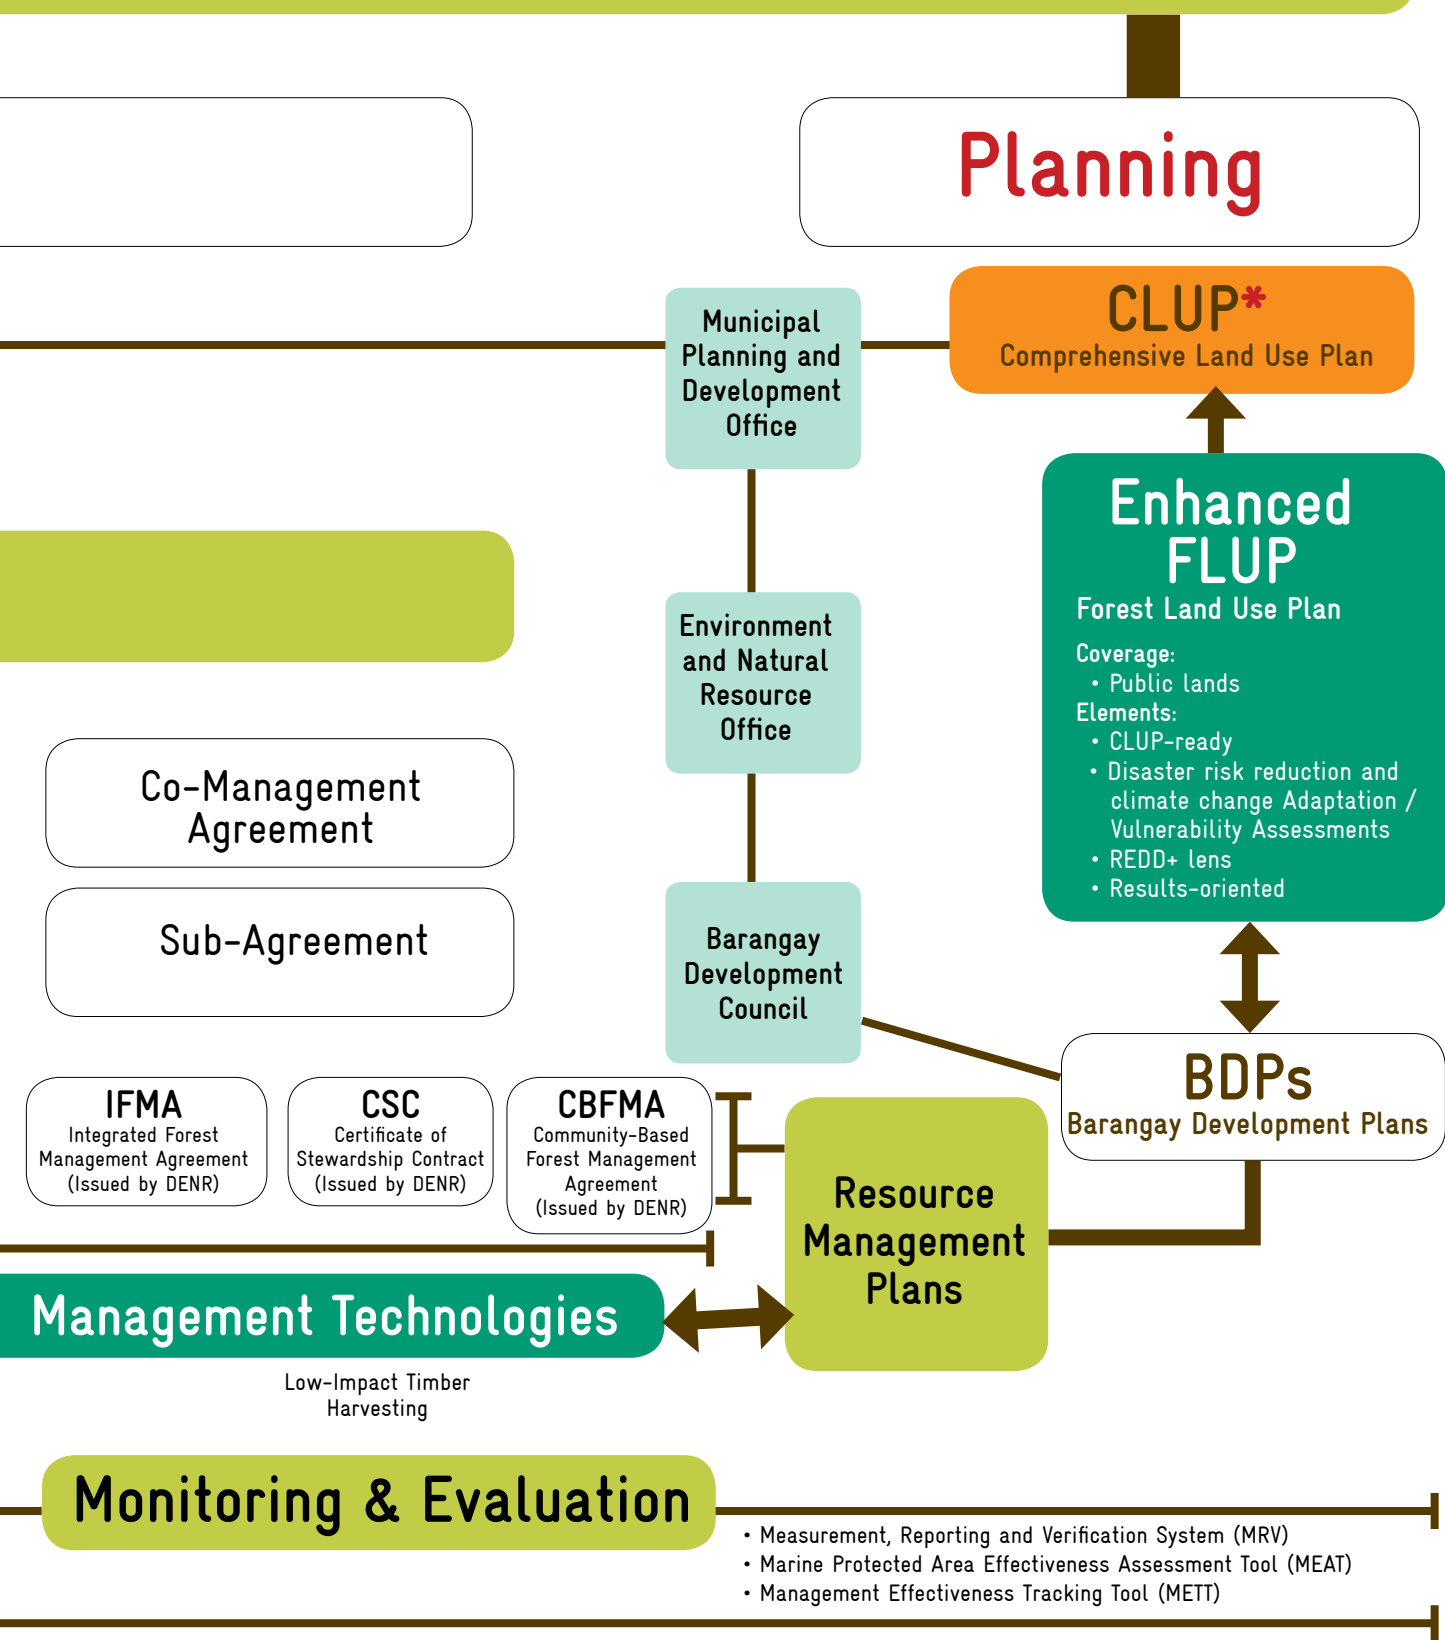 Planning
CLUP*
Comprehensive Land Use Plan
Municipal
Planning and
Development
Office
Enhanced
FLUP
Forest Land Use Plan
Coverage:
• Public lands
Elements:
• CLUP-ready
• Disaster risk reduction and
climate change Adaptation /
Vulnerability Assessments
• REDD+ lens
• Results-oriented
Environment
and Natural
Resource
Office
Co-Management
Agreement
Sub-Agreement
Barangay
Development
Council
BDPs
Barangay Development Plans
IFMA
Integrated Forest
Management Agreement
(Issued by DENR)
CSC
Certificate of
Stewardship Contract
(Issued by DENR)
CBFMA
Community-Based
Forest Management
Agreement
(Issued by DENR)
Resource
Management
Plans
Management Technologies
Low-Impact Timber
Harvesting
Monitoring & Evaluation
• Measurement, Reporting and Verification System (MRV)
• Marine Protected Area Effectiveness Assessment Tool (MEAT)
• Management Effectiveness Tracking Tool (METT)